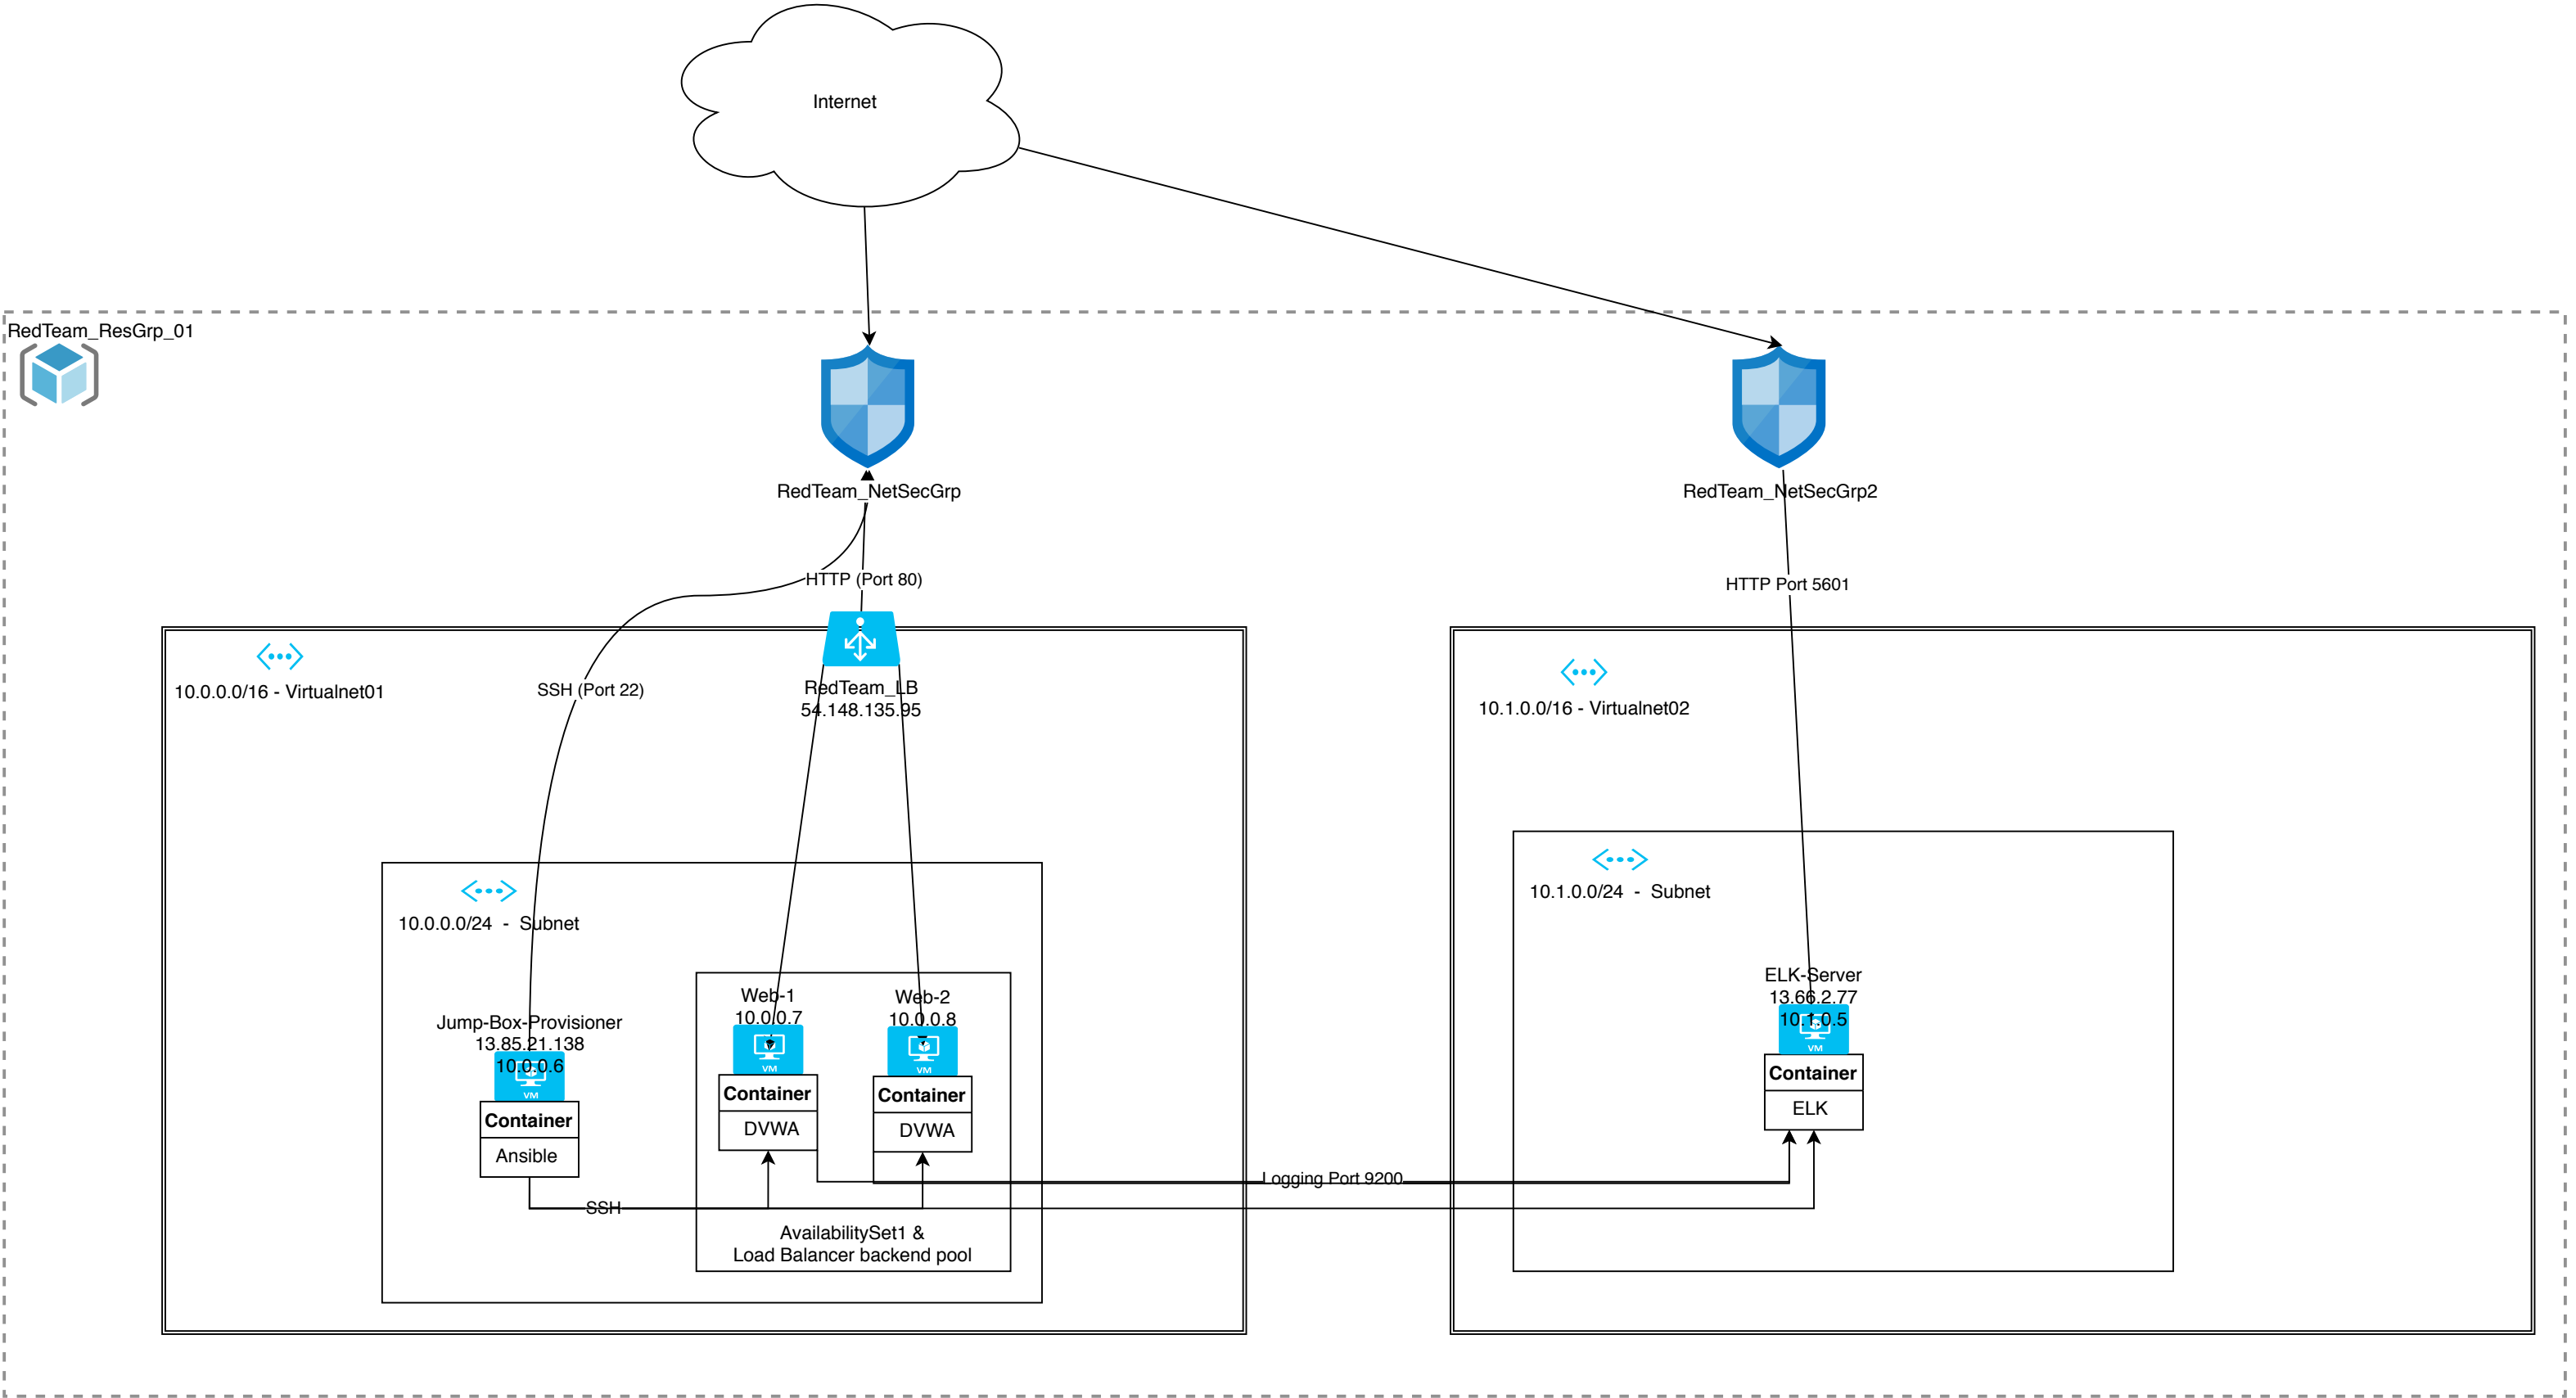 Internet
RedTeam_ResGrp_01
RedTeam_NetSecGrp
RedTeam_NetSecGrp2
HTTP (Port 80)
HTTP Port 5601
SSH (Port 22)
10.0.0.0/16 - Virtualnet01
RedTeam_LB
54.148.135.95
10.1.0.0/16 - Virtualnet02
10.0.0.0/24 - Subnet
10.1.0.0/24 - Subnet
Jump-Box-Provisioner
13.85.21.138
10.0.0.6
VM
Container
Ansible
Web-1
10.0.0.7
VM
Container
DVWA
Web-2
10.0.0.8
VM
Container
DVWA
ELK-Server
13.66.2.77
10.1.0.5
VM
Container
ELK
Logging Port 9200
SSH
AvailabilitySet1 &
Load Balancer backend pool